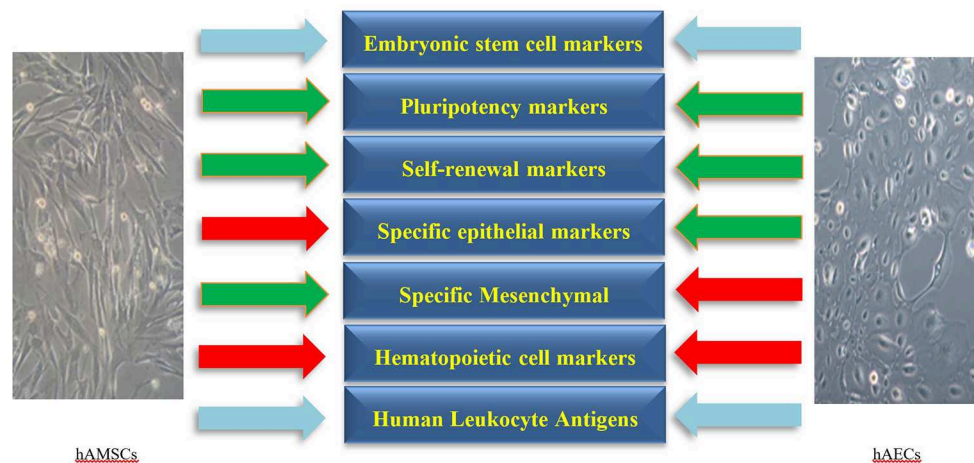 Embryonic stem cell markers
Pluripotency markers
Self-renewal markers
Specific epithelial markers
Specific Mesenchymal
Hematopoietic cell markers
Human Leukocyte Antigens
hAMSCs
hAECs